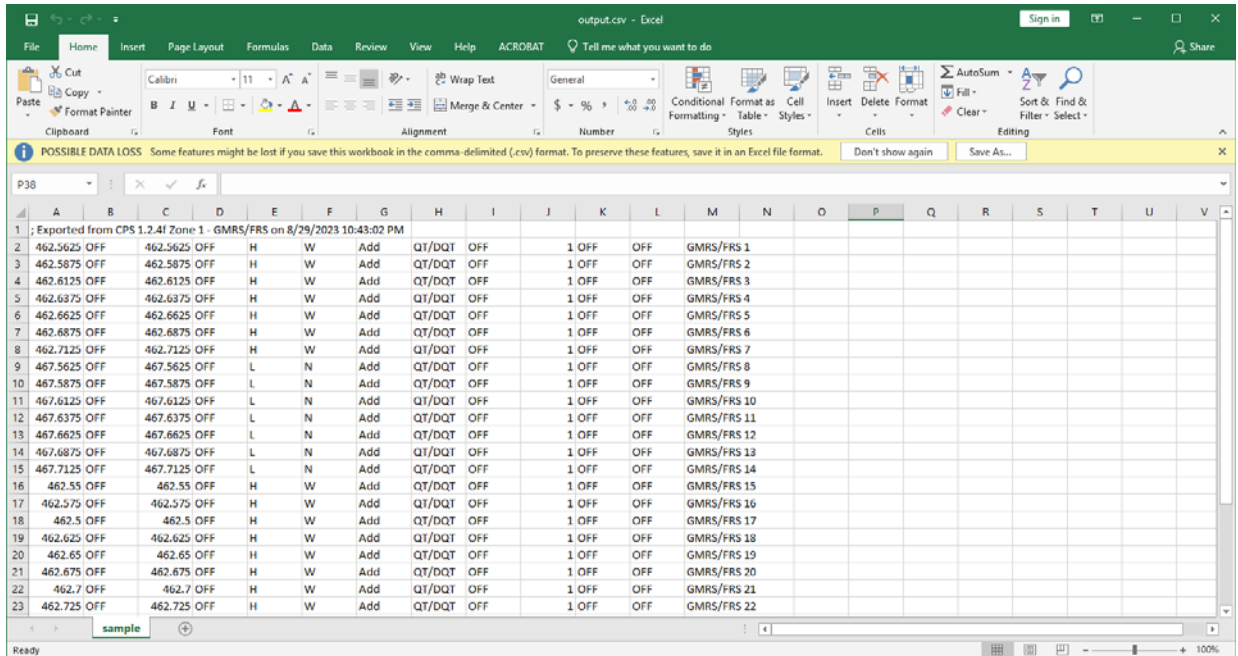 output.csv - Excel
Sign in
File Home Insert Page Layout Formulas Data Review View Help ACROBAT Tell me what you want to do Share
Paste
Cut
Copy
Format Painter
Clipboard
Calibri 11
B I U
Font
Wrap Text
Merge & Center
Alignment
General
$ % ,
Number
Conditional Formatting
Format as Table
Cell Styles
Styles
Insert Delete Format
Cells
AutoSum
Fill
Clear
Sort & Filter
Find & Select
Editing
POSSIBLE DATA LOSS Some features might be lost if you save this workbook in the comma-delimited (.csv) format. To preserve these features, save it in an Excel file format. Don't show again Save As...
P38 fx
A B C D E F G H I J K L M N O P Q R S T U V
1 ; Exported from CPS 1.2.4f Zone 1 - GMRS/FRS on 8/29/2023 10:43:02 PM
2 462.5625 OFF 462.5625 OFF H W Add QT/DQT OFF 1 OFF OFF GMRS/FRS 1
3 462.5875 OFF 462.5875 OFF H W Add QT/DQT OFF 1 OFF OFF GMRS/FRS 2
4 462.6125 OFF 462.6125 OFF H W Add QT/DQT OFF 1 OFF OFF GMRS/FRS 3
5 462.6375 OFF 462.6375 OFF H W Add QT/DQT OFF 1 OFF OFF GMRS/FRS 4
6 462.6625 OFF 462.6625 OFF H W Add QT/DQT OFF 1 OFF OFF GMRS/FRS 5
7 462.6875 OFF 462.6875 OFF H W Add QT/DQT OFF 1 OFF OFF GMRS/FRS 6
8 462.7125 OFF 462.7125 OFF H W Add QT/DQT OFF 1 OFF OFF GMRS/FRS 7
9 467.5625 OFF 467.5625 OFF L N Add QT/DQT OFF 1 OFF OFF GMRS/FRS 8
10 467.5875 OFF 467.5875 OFF L N Add QT/DQT OFF 1 OFF OFF GMRS/FRS 9
11 467.6125 OFF 467.6125 OFF L N Add QT/DQT OFF 1 OFF OFF GMRS/FRS 10
12 467.6375 OFF 467.6375 OFF L N Add QT/DQT OFF 1 OFF OFF GMRS/FRS 11
13 467.6625 OFF 467.6625 OFF L N Add QT/DQT OFF 1 OFF OFF GMRS/FRS 12
14 467.6875 OFF 467.6875 OFF L N Add QT/DQT OFF 1 OFF OFF GMRS/FRS 13
15 467.7125 OFF 467.7125 OFF L N Add QT/DQT OFF 1 OFF OFF GMRS/FRS 14
16 462.55 OFF 462.55 OFF H W Add QT/DQT OFF 1 OFF OFF GMRS/FRS 15
17 462.575 OFF 462.575 OFF H W Add QT/DQT OFF 1 OFF OFF GMRS/FRS 16
18 462.5 OFF 462.5 OFF H W Add QT/DQT OFF 1 OFF OFF GMRS/FRS 17
19 462.625 OFF 462.625 OFF H W Add QT/DQT OFF 1 OFF OFF GMRS/FRS 18
20 462.65 OFF 462.65 OFF H W Add QT/DQT OFF 1 OFF OFF GMRS/FRS 19
21 462.675 OFF 462.675 OFF H W Add QT/DQT OFF 1 OFF OFF GMRS/FRS 20
22 462.7 OFF 462.7 OFF H W Add QT/DQT OFF 1 OFF OFF GMRS/FRS 21
23 462.725 OFF 462.725 OFF H W Add QT/DQT OFF 1 OFF OFF GMRS/FRS 22
sample
Ready 100%